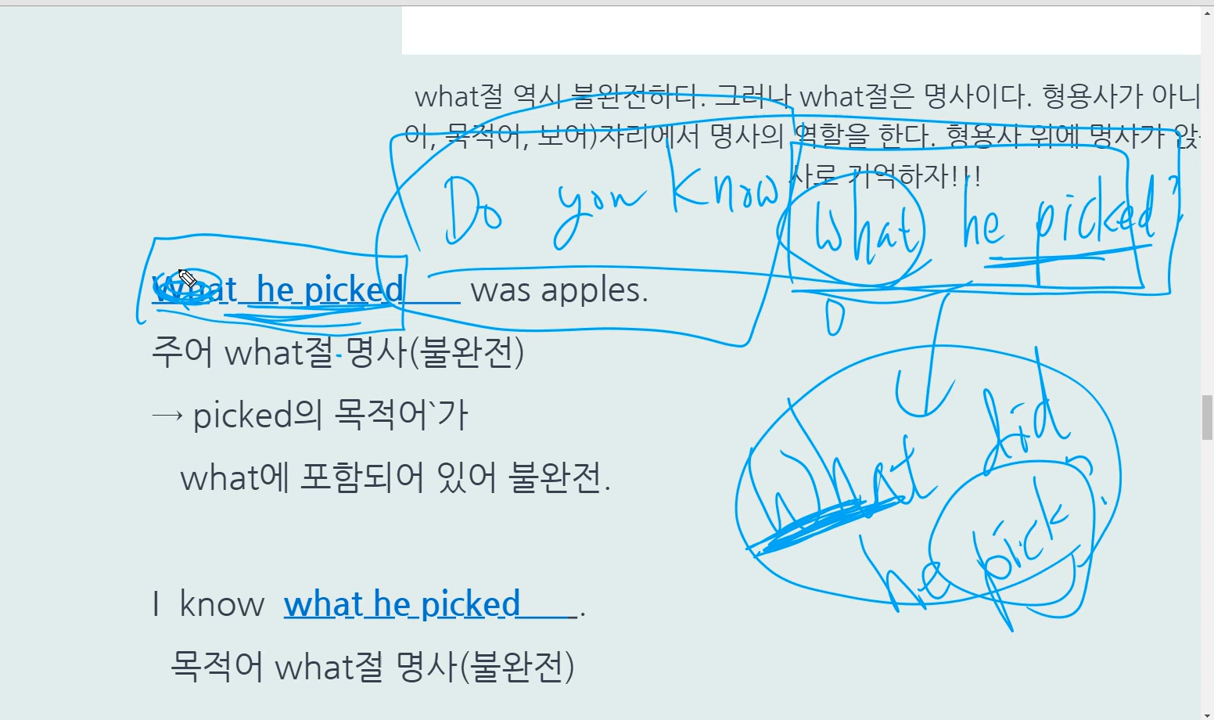 what절 역시 불완전하다. 그러나 what절은 명사이다. 형용사가 아니
어, 목적어, 보어)자리에서 명사의 역할을 한다. 형용사 위에 명사가 앉
사로 기억하자!!!
Do you know what he picked?
What he picked____ was apples.
O
주어 what절 명사(불완전)
→ picked의 목적어`가
What did
he pick?
what에 포함되어 있어 불완전.
I know what he picked____.
목적어 what절 명사(불완전)